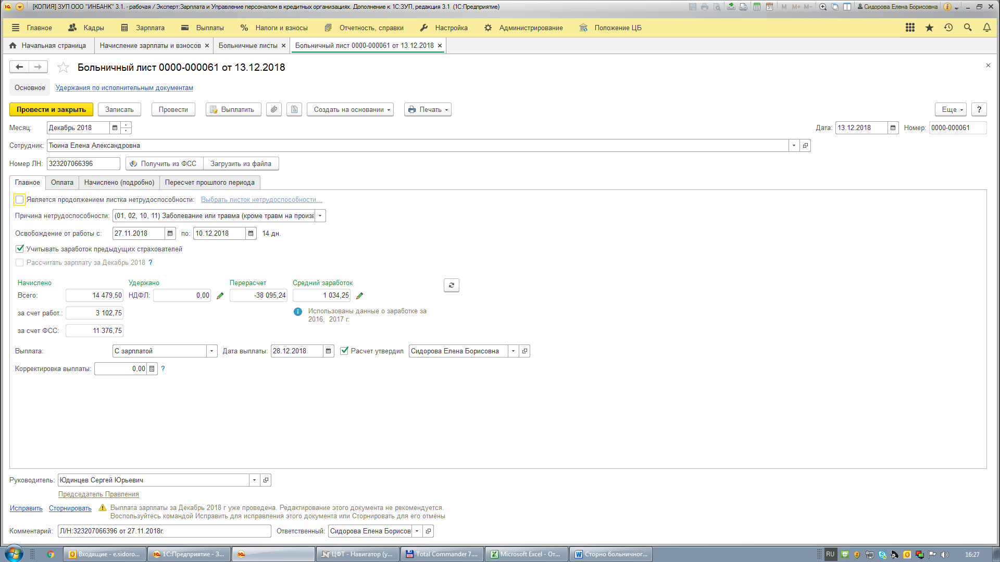 [КОПИЯ] ЗУП ООО "ИНБАНК" 3.1. - рабочая / Эксперт:Зарплата и Управление персоналом в кредитных организациях. Дополнение к 1С:ЗУП, редакция 3.1 (1С:Предприятие)
M M+ M- Сидорова Елена Борисовна
Главное Кадры Зарплата Выплаты % Налоги и взносы Отчетность, справки Настройка Администрирование Положение ЦБ
Начальная страница Начисление зарплаты и взносов Больничные листы Больничный лист 0000-000061 от 13.12.2018
Больничный лист 0000-000061 от 13.12.2018
Основное Удержания по исполнительным документам
Провести и закрыть Записать Провести Выплатить Создать на основании Печать Еще ?
Месяц: Декабрь 2018 Дата: 13.12.2018 Номер: 0000-000061
Сотрудник: Тюина Елена Александровна
Номер ЛН: 323207066396 Получить из ФСС Загрузить из файла
Главное Оплата Начислено (подробно) Пересчет прошлого периода
Является продолжением листка нетрудоспособности: Выбрать листок нетрудоспособности...
Причина нетрудоспособности: (01, 02, 10, 11) Заболевание или травма (кроме травм на произв
Освобождение от работы с: 27.11.2018 по: 10.12.2018 14 дн.
Учитывать заработок предыдущих страхователей
Рассчитать зарплату за Декабрь 2018 ?
Начислено Удержано Перерасчет Средний заработок
Всего: 14 479,50 НДФЛ: 0,00 -38 095,24 1 034,25
за счет работ.: 3 102,75 Использованы данные о заработке за
2016, 2017 г.
за счет ФСС: 11 376,75
Выплата: С зарплатой Дата выплаты: 28.12.2018 Расчет утвердил Сидорова Елена Борисовна
Корректировка выплаты: 0,00 ?
Руководитель: Юдинцев Сергей Юрьевич
Председатель Правления
Исправить Сторнировать Выплата зарплаты за Декабрь 2018 г уже проведена. Редактирование этого документа не рекомендуется.
Воспользуйтесь командой Исправить для исправления этого документа или Сторнировать для его отмены
Комментарий: Л/Н:323207066396 от 27.11.2018г. Ответственный: Сидорова Елена Борисов
Входящие - e.sidoro... 1С:Предприятие - З... ЦФТ - Навигатор (y... Total Commander 7.... Microsoft Excel - От... Сторно больничног... RU 16:27